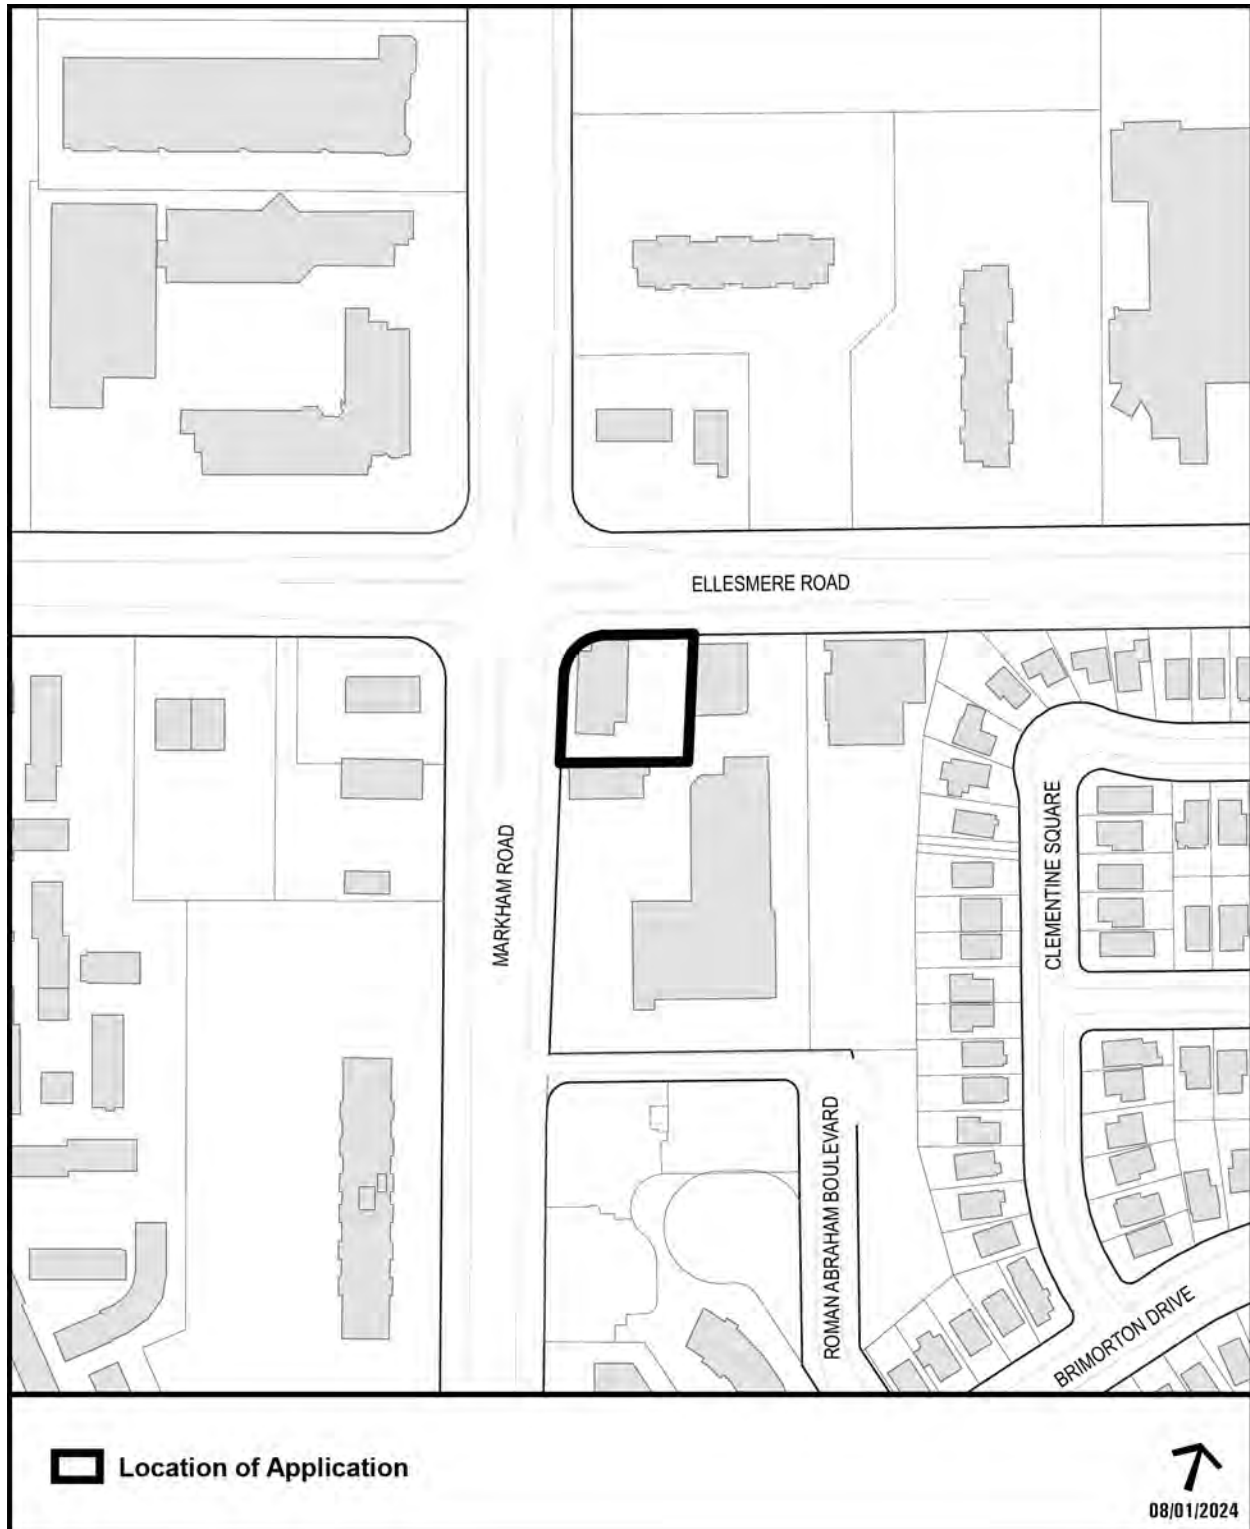 ELLESMERE ROAD
MARKHAM ROAD
CLEMENTINE SQUARE
ROMAN ABRAHAM BOULEVARD
BRIMORTON DRIVE
Location of Application
08/01/2024